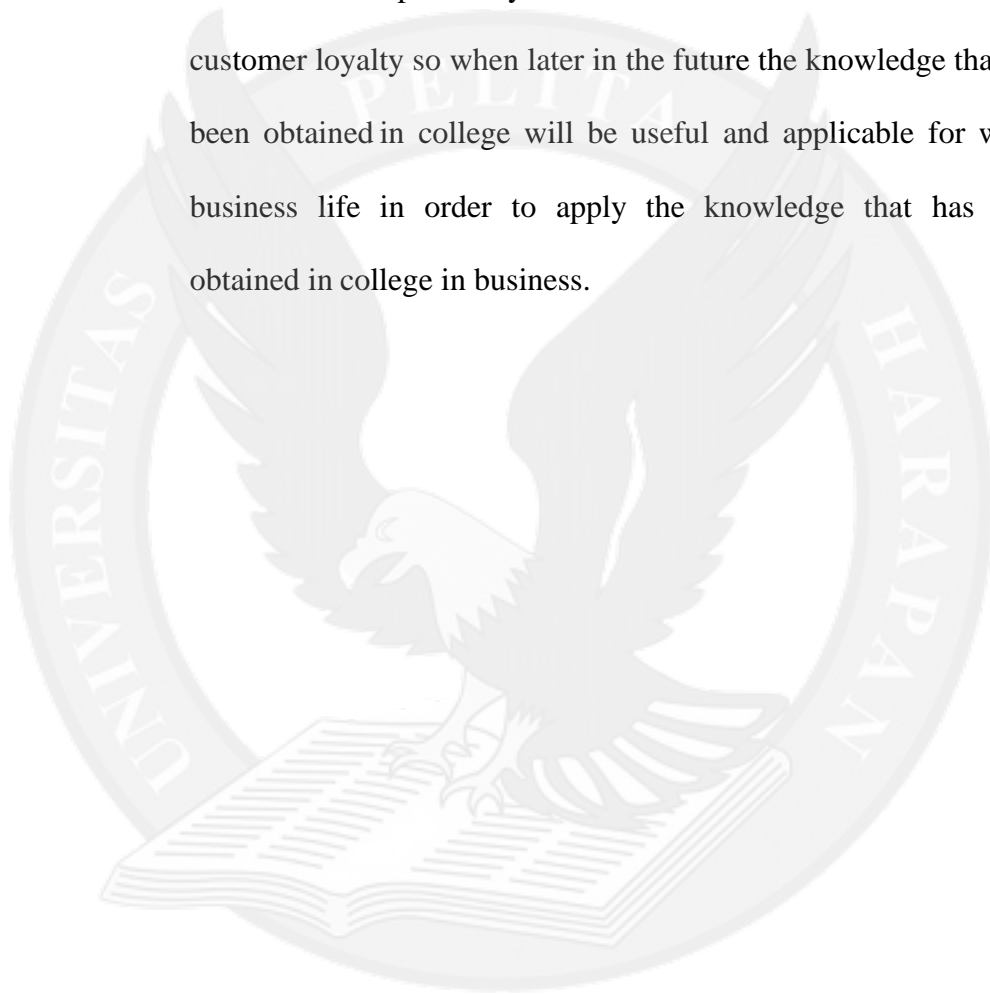 customer loyalty so when later in the future the knowledge
been obtained in college will be useful and applicable for
business life in order to apply the knowledge that has
obtained in college in business.
UNIVERSITAS PELITA HARAPAN